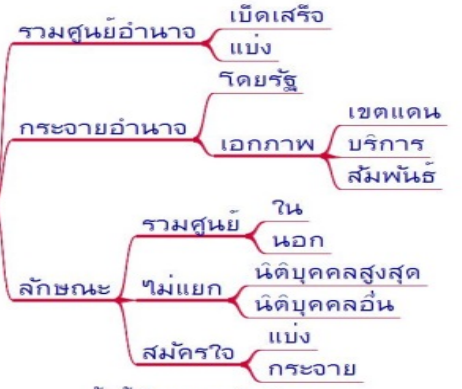 รวมศูนย์อำนาจ
เบ็ดเสร็จ
แบ่ง
กระจายอำนาจ
โดยรัฐ
เอกภาพ
เขตแดน
บริการ
สัมพันธ์
ลักษณะ
รวมศูนย์
ใน
นอก
ไม่แยก
นิติบุคคลสูงสุด
นิติบุคคลอื่น
สมัครใจ
แบ่ง
กระจาย